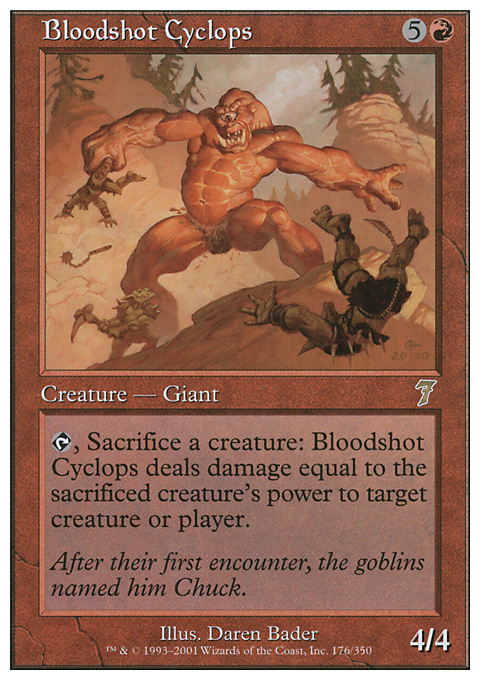 Bloodshot Cyclops 5
Creature — Giant
, Sacrifice a creature: Bloodshot
Cyclops deals damage equal to the
sacrificed creature's power to target
creature or player.
After their first encounter, the goblins
named him Chuck.
Illus. Daren Bader
™ & © 1993–2001 Wizards of the Coast, Inc. 176/350
4/4